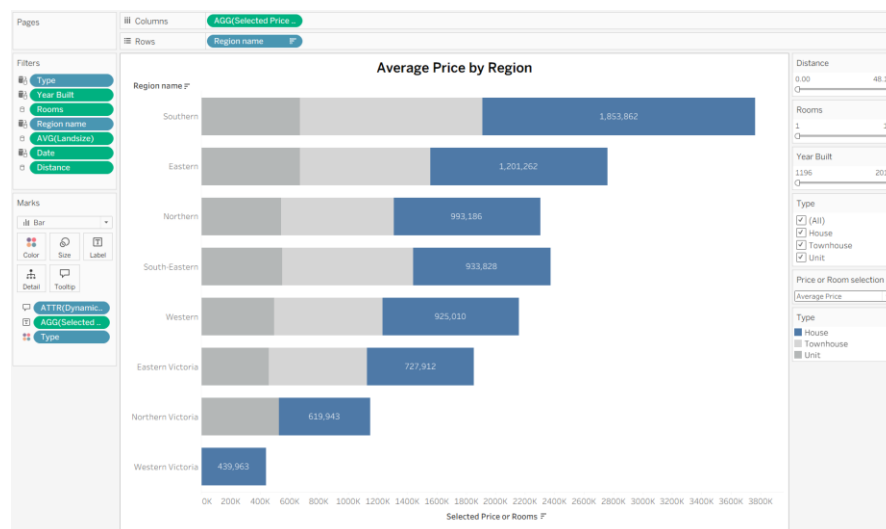 Pages
Columns
AGG(Selected Price ..
Rows
Region name
Filters
Type
Year Built
Rooms
Region name
AVG(Landsize)
Date
Distance
Marks
Bar
Color
Size
Label
Detail
Tooltip
ATTR(Dynamic..
AGG(Selected ..
Type
Average Price by Region
Region name
Southern
1,853,862
Eastern
1,201,262
Northern
993,186
South-Eastern
933,828
Western
925,010
Eastern Victoria
727,912
Northern Victoria
619,943
Western Victoria
439,963
0K 200K 400K 600K 800K 1000K 1200K 1400K 1600K 1800K 2000K 2200K 2400K 2600K 2800K 3000K 3200K 3400K 3600K 3800K
Selected Price or Rooms
Distance
0.00
Rooms
1
Year Built
1196
Type
(All)
House
Townhouse
Unit
Price or Room selection
Average Price
Type
House
Townhouse
Unit